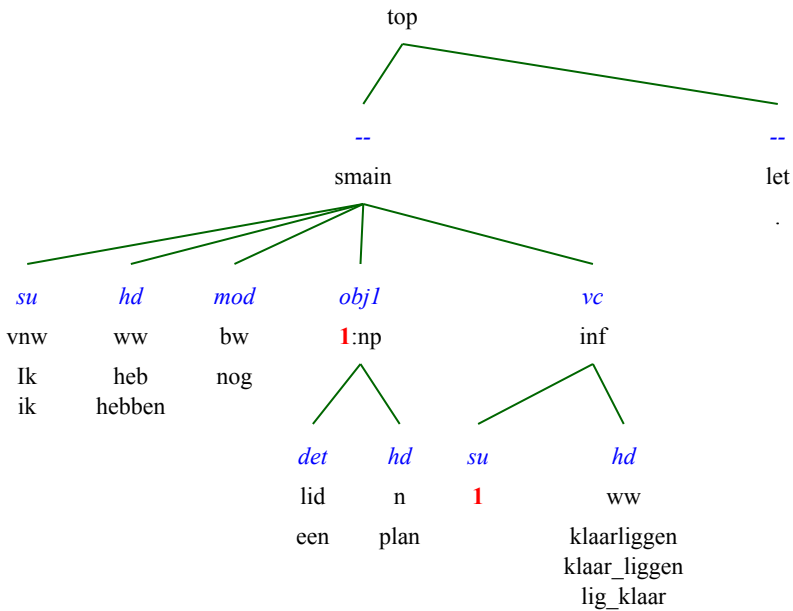 top
-- --
smain let
.
su hd mod obj1 vc
vnw ww bw 1:np inf
Ik heb nog
ik hebben
det hd su hd
lid n 1 ww
een plan klaarliggen
klaar_liggen
lig_klaar